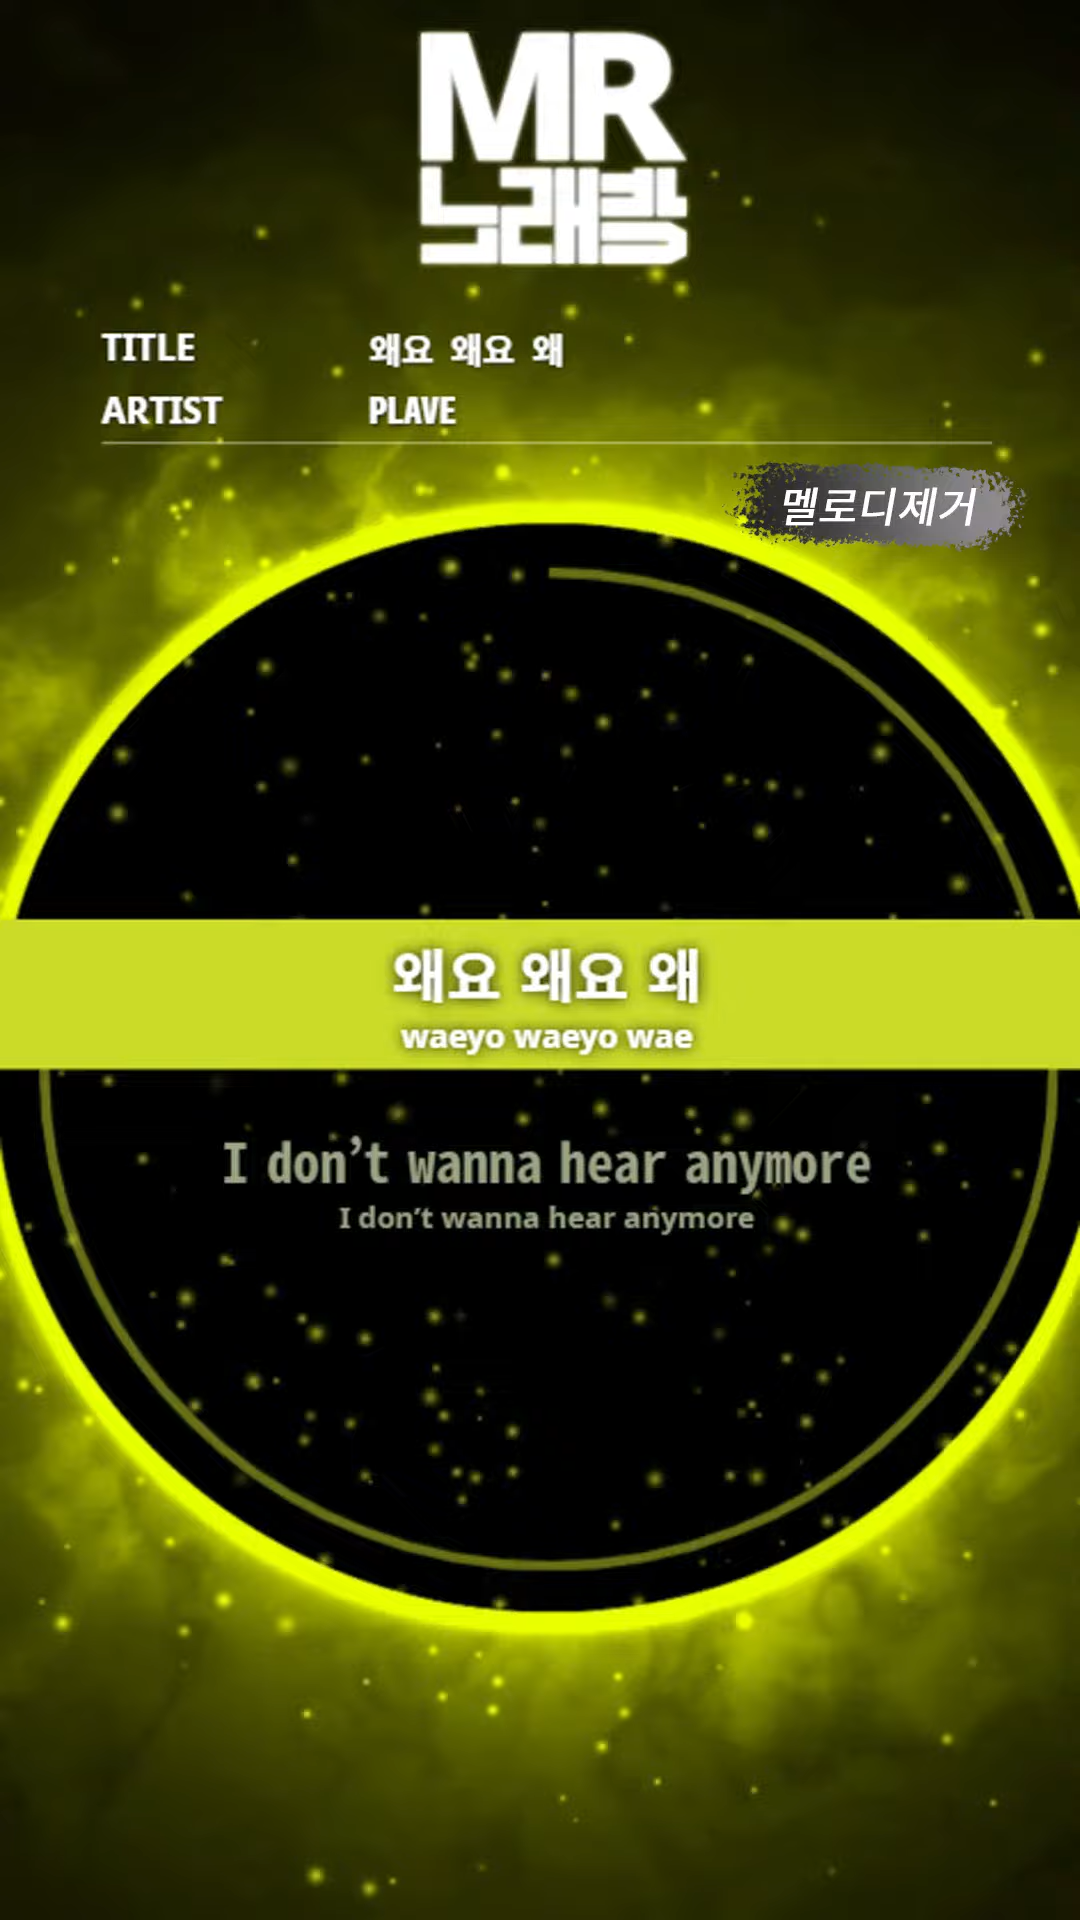 MR
노래방
TITLE 왜요 왜요 왜
ARTIST PLAVE
멜로디제거
왜요 왜요 왜
waeyo waeyo wae
I don’t wanna hear anymore
I don’t wanna hear anymore